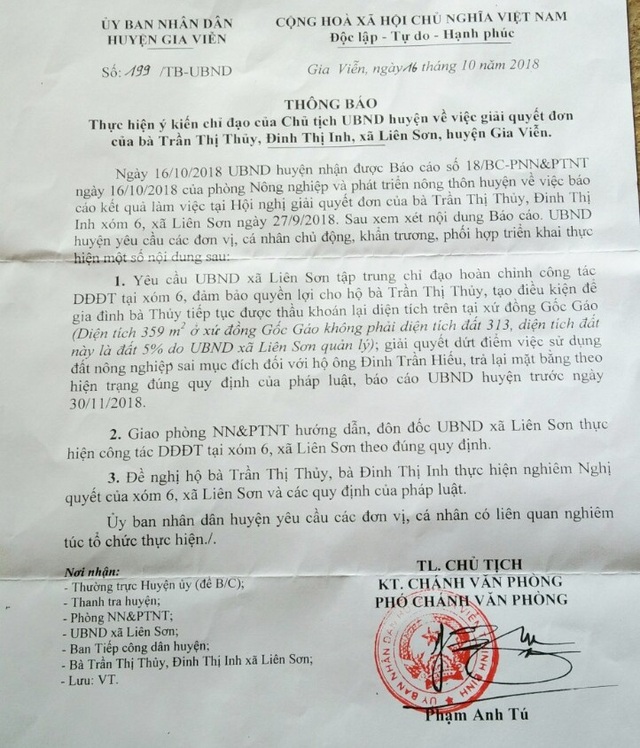 ỦY BAN NHÂN DÂN
HUYỆN GIA VIỄN
CỘNG HOÀ XÃ HỘI CHỦ NGHĨA VIỆT NAM
Độc lập - Tự do - Hạnh phúc
Số: 199 /TB-UBND
Gia Viễn, ngày 16 tháng 10 năm 2018
THÔNG BÁO
Thực hiện ý kiến chỉ đạo của Chủ tịch UBND huyện về việc giải quyết đơn
của bà Trần Thị Thủy, Đinh Thị Inh, xã Liên Sơn, huyện Gia Viễn.
Ngày 16/10/2018 UBND huyện nhận được Báo cáo số 18/BC-PNN&PTNT
ngày 16/10/2018 của phòng Nông nghiệp và phát triển nông thôn huyện về việc báo
cáo kết quả làm việc tại Hội nghị giải quyết đơn của bà Trần Thị Thủy, Đinh Thị
Inh xóm 6, xã Liên Sơn ngày 27/9/2018. Sau xem xét nội dung Báo cáo. UBND
huyện yêu cầu các đơn vị, cá nhân chủ động, khẩn trương, phối hợp triển khai thực
hiện một số nội dung sau:
1. Yêu cầu UBND xã Liên Sơn tập trung chỉ đạo hoàn chỉnh công tác
DĐĐT tại xóm 6, đảm bảo quyền lợi cho hộ bà Trần Thị Thủy, tạo điều kiện để
gia đình bà Thủy tiếp tục được thầu khoán lại diện tích trên tại xứ đồng Gốc Gáo
(Diện tích 359 m² ở xứ đồng Gốc Gáo không phải diện tích đất 313, diện tích đất
này là đất 5% do UBND xã Liên Sơn quản lý); giải quyết dứt điểm việc sử dụng
đất nông nghiệp sai mục đích đối với hộ ông Đinh Trần Hiếu, trả lại mặt bằng theo
hiện trạng đúng quy định của pháp luật, báo cáo UBND huyện trước ngày
30/11/2018.
2. Giao phòng NN&PTNT hướng dẫn, đôn đốc UBND xã Liên Sơn thực
hiện công tác DĐĐT tại xóm 6, xã Liên Sơn theo đúng quy định.
3. Đề nghị hộ bà Trần Thị Thủy, bà Đinh Thị Inh thực hiện nghiêm Nghị
quyết của xóm 6, xã Liên Sơn và các quy định của pháp luật.
Ủy ban nhân dân huyện yêu cầu các đơn vị, cá nhân có liên quan nghiêm
túc tổ chức thực hiện./.
Nơi nhận:
- Thường trực Huyện ủy (để B/C);
- Thanh tra huyện;
- Phòng NN&PTNT;
- UBND xã Liên Sơn;
- Ban Tiếp công dân huyện;
- Bà Trần Thị Thủy, Đinh Thị Inh xã Liên Sơn;
- Lưu: VT.
TL. CHỦ TỊCH
KT. CHÁNH VĂN PHÒNG
PHÓ CHÁNH VĂN PHÒNG
Phạm Anh Tú